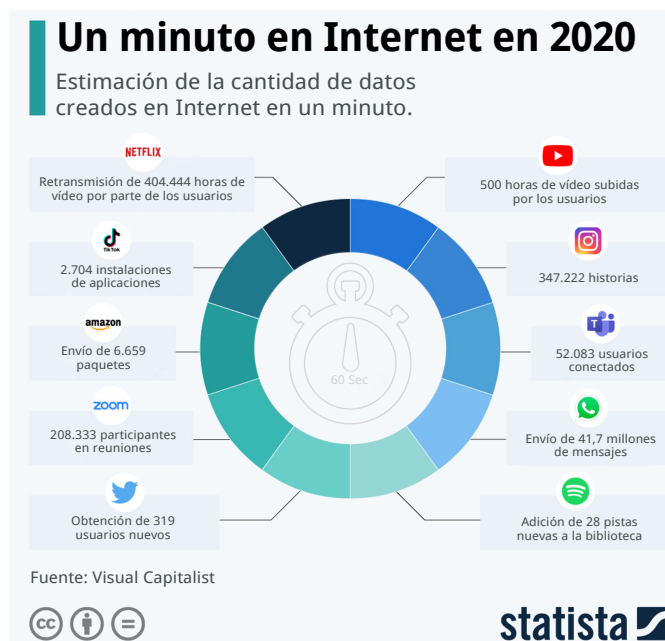 Un minuto en Internet en 2020
Estimación de la cantidad de datos
creados en Internet en un minuto.
NETFLIX
Retransmisión de 404.444 horas de
vídeo por parte de los usuarios
500 horas de vídeo subidas
por los usuarios
TikTok
2.704 instalaciones
de aplicaciones
347.222 historias
amazon
Envío de 6.659
paquetes
T
52.083 usuarios
conectados
60 Sec
zoom
208.333 participantes
en reuniones
Envío de 41,7 millones
de mensajes
Obtención de 319
usuarios nuevos
Adición de 28 pistas
nuevas a la biblioteca
Fuente: Visual Capitalist
cc
statista